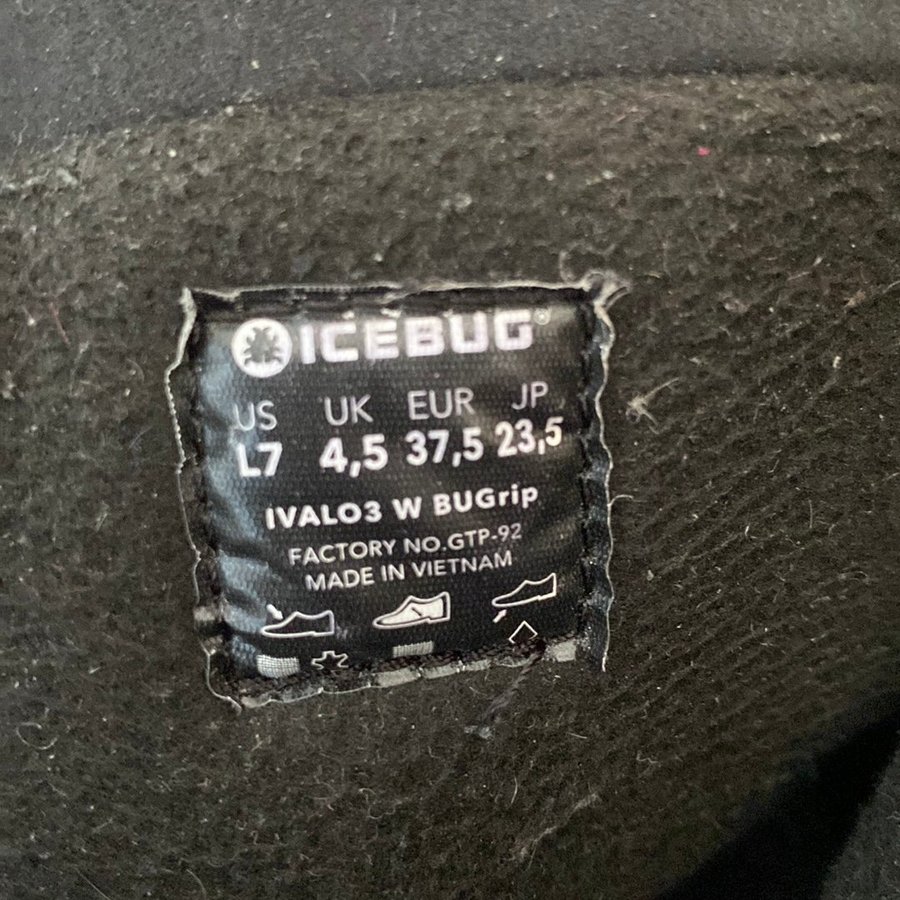 ICEBUG®
US UK EUR JP
L7 4,5 37,5 23,5
IVALO3 W BUGrip
FACTORY NO.GTP-92
MADE IN VIETNAM